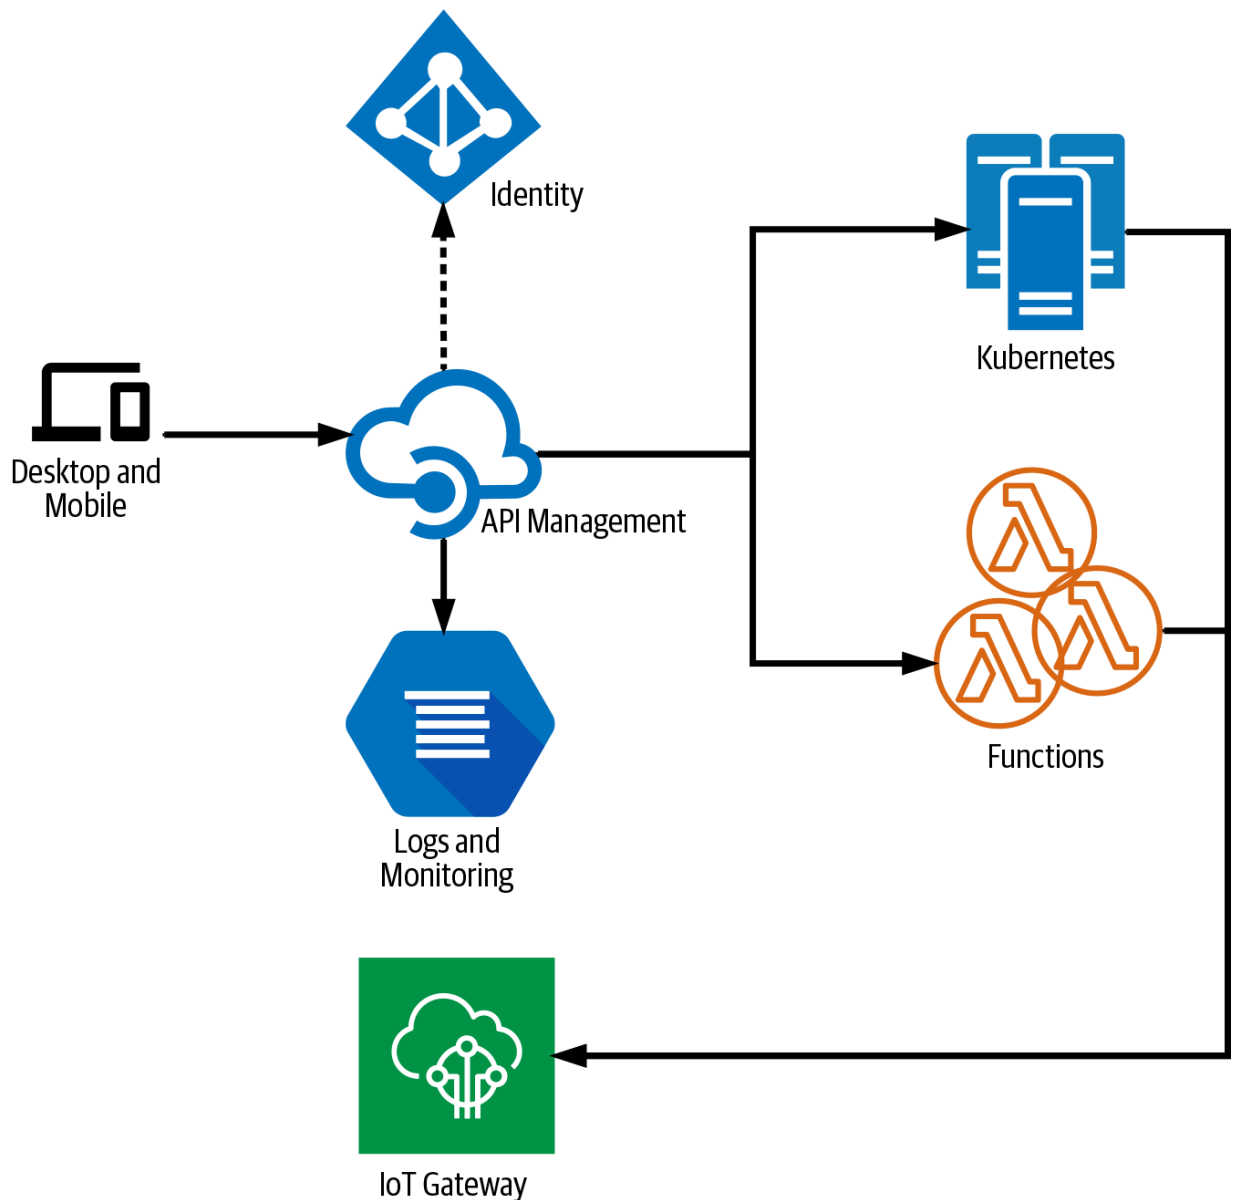 Identity
Kubernetes
Desktop and
Mobile
API Management
Functions
Logs and
Monitoring
IoT Gateway